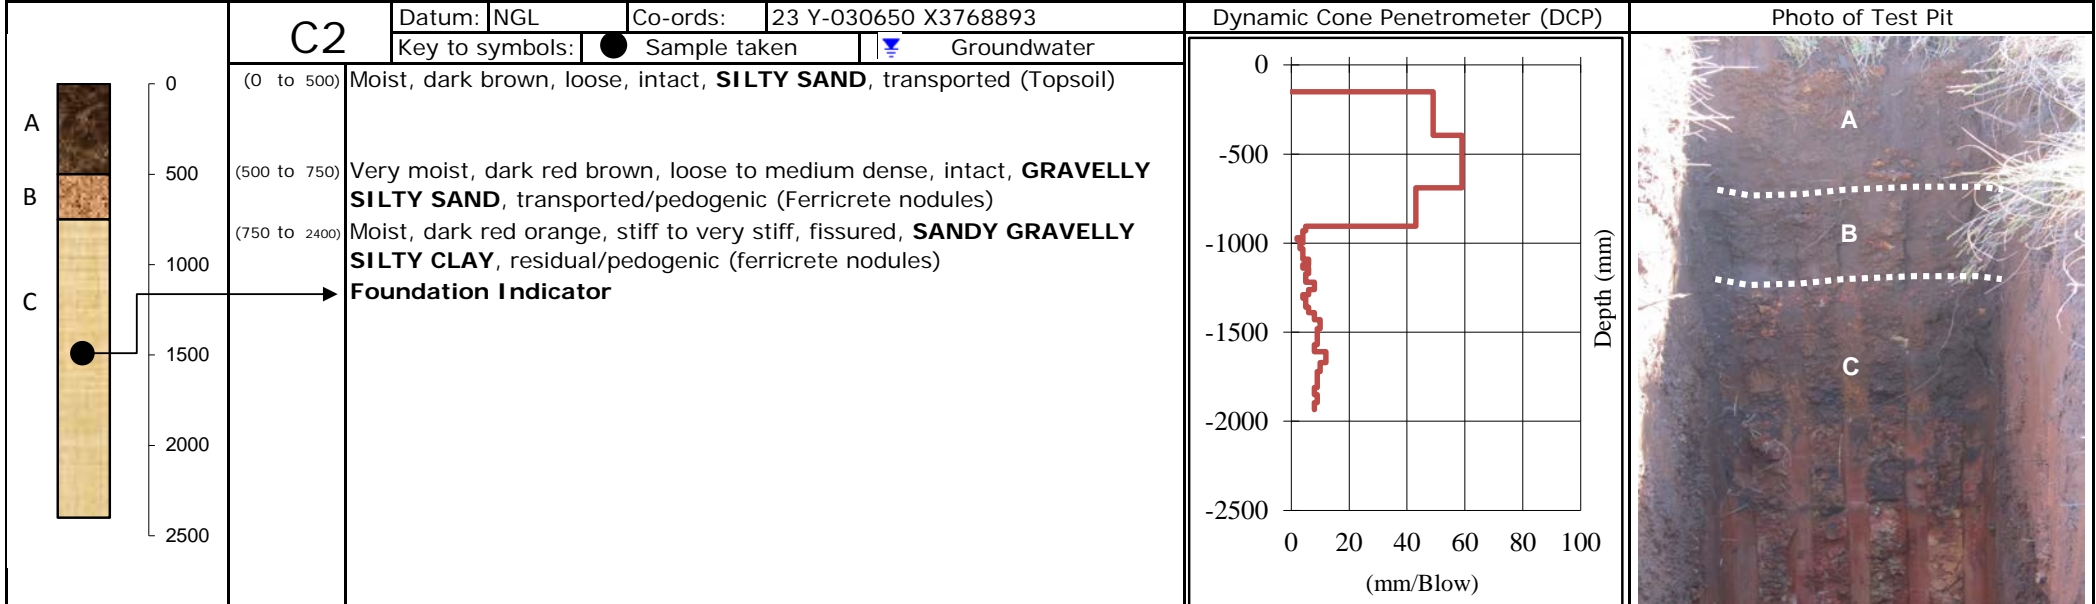 C2
Datum: NGL Co-ords: 23 Y-030650 X3768893
Key to symbols: Sample taken Groundwater
Dynamic Cone Penetrometer (DCP)
Photo of Test Pit
A
B
C
0
500
1000
1500
2000
2500
(0 to 500) Moist, dark brown, loose, intact, SILTY SAND, transported (Topsoil)
(500 to 750) Very moist, dark red brown, loose to medium dense, intact, GRAVELLY
SILTY SAND, transported/pedogenic (Ferricrete nodules)
(750 to 2400) Moist, dark red orange, stiff to very stiff, fissured, SANDY GRAVELLY
SILTY CLAY, residual/pedogenic (ferricrete nodules)
Foundation Indicator
0
-500
-1000
-1500
-2000
-2500
0 20 40 60 80 100
(mm/Blow)
Depth (mm)
A
B
C